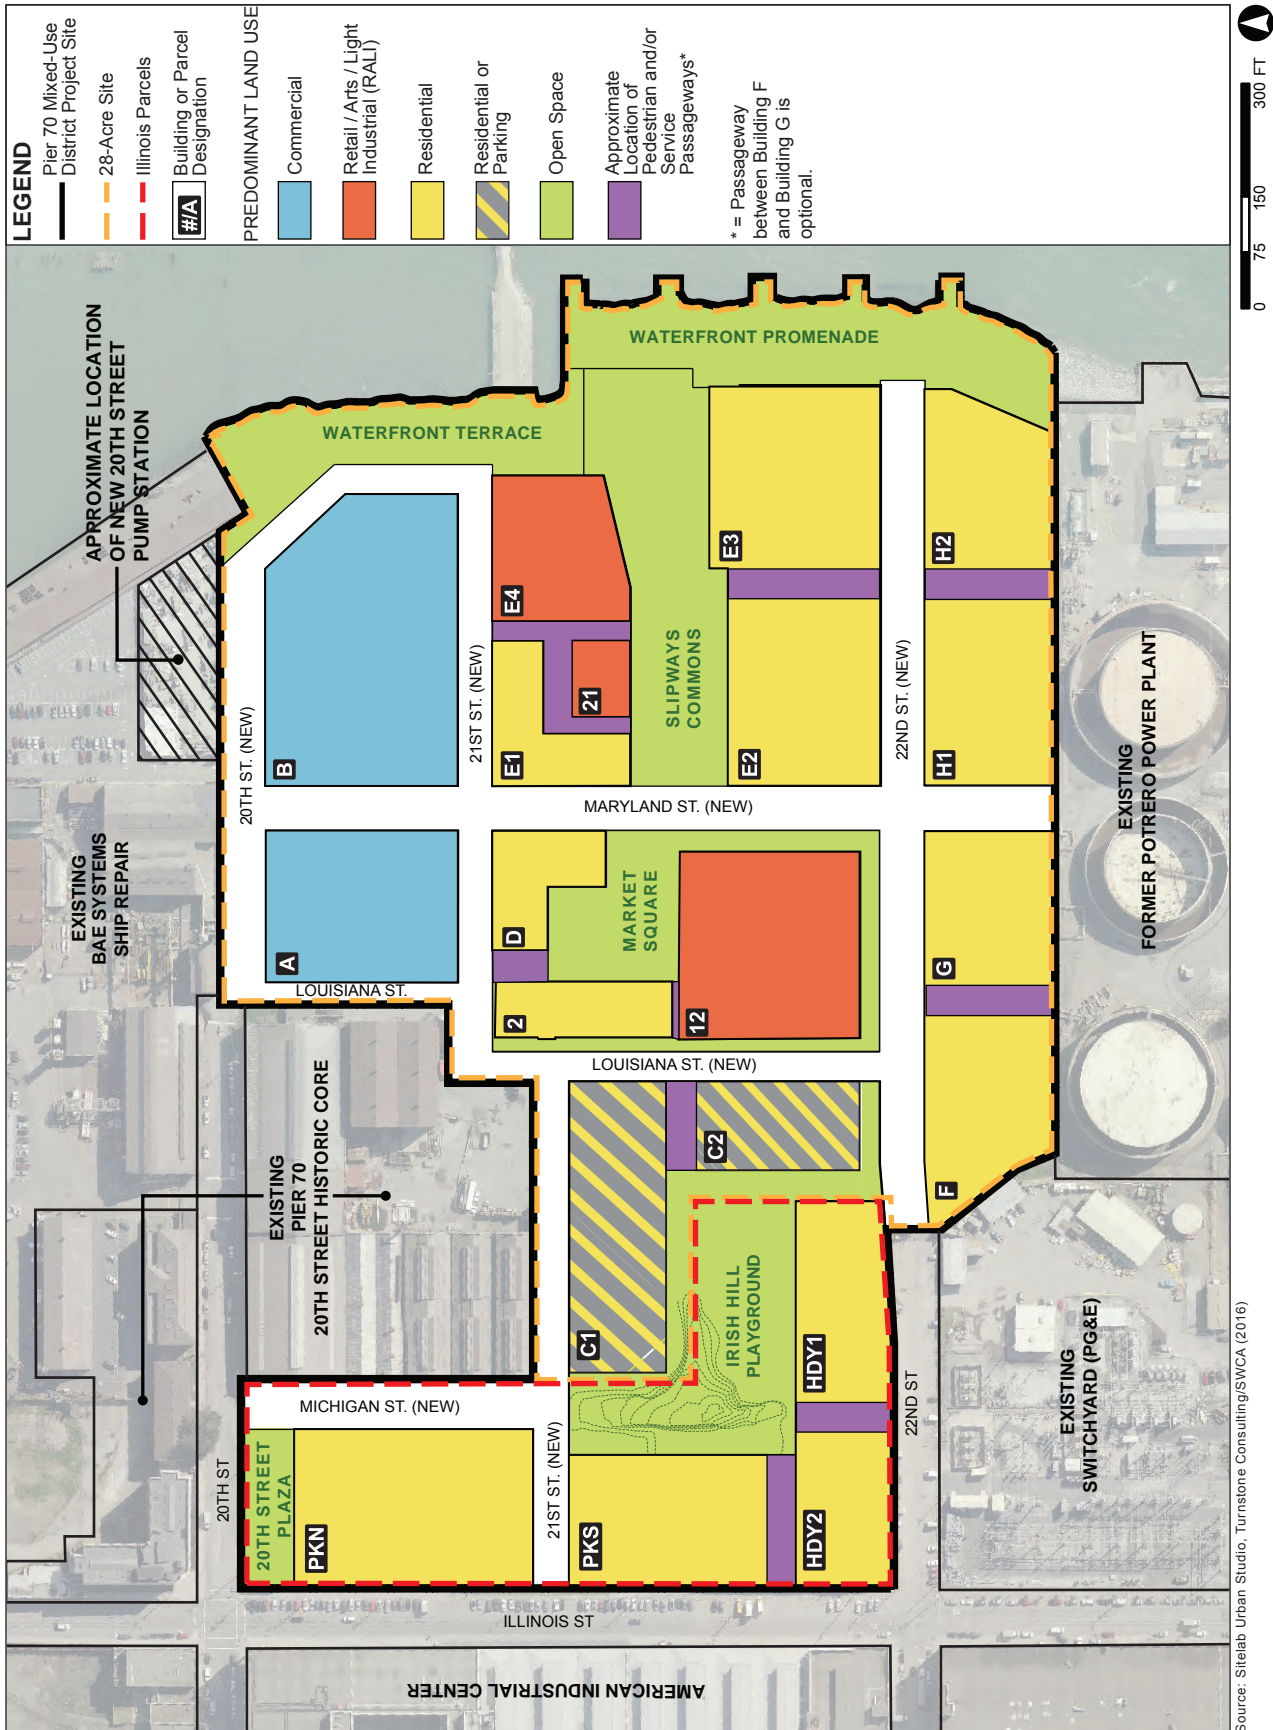 LEGEND
Pier 70 Mixed-Use
District Project Site
28-Acre Site
Illinois Parcels
#/A
Building or Parcel
Designation
PREDOMINANT LAND USE
Commercial
Retail / Arts / Light
Industrial (RALI)
Residential
Residential or
Parking
Open Space
Approximate
Location of
Pedestrian and/or
Service
Passageways*
* = Passageway
between Building F
and Building G is
optional.
0 75 150 300 FT
APPROXIMATE LOCATION
OF NEW 20TH STREET
PUMP STATION
EXISTING
BAE SYSTEMS
SHIP REPAIR
EXISTING
PIER 70
20TH STREET HISTORIC CORE
WATERFRONT TERRACE
WATERFRONT PROMENADE
20TH ST. (NEW)
B
A
LOUISIANA ST.
21ST ST. (NEW)
E4
21
E1
SLIPWAYS
COMMONS
E3
E2
MARYLAND ST. (NEW)
22ND ST. (NEW)
H2
H1
D
MARKET
SQUARE
2
12
G
F
LOUISIANA ST. (NEW)
C1
C2
IRISH HILL
PLAYGROUND
HDY1
HDY2
MICHIGAN ST. (NEW)
20TH STREET
PLAZA
20TH ST
PKN
21ST ST. (NEW)
PKS
22ND ST
ILLINOIS ST
AMERICAN INDUSTRIAL CENTER
EXISTING
FORMER POTRERO POWER PLANT
EXISTING
SWITCHYARD (PG&E)
Source: Sitelab Urban Studio, Turnstone Consulting/SWCA (2016)